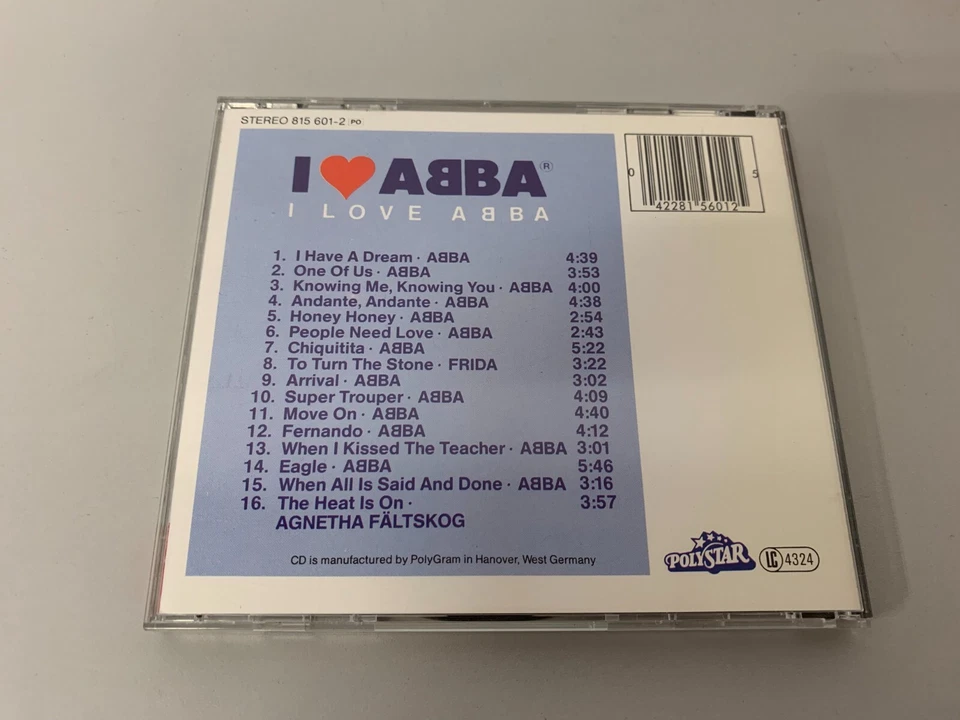 STEREO 815 601-2 PO
I ❤ ABBA®
I LOVE ABBA
0 42281 56012 5
1. I Have A Dream · ABBA 4:39
2. One Of Us · ABBA 3:53
3. Knowing Me, Knowing You · ABBA 4:00
4. Andante, Andante · ABBA 4:38
5. Honey Honey · ABBA 2:54
6. People Need Love · ABBA 2:43
7. Chiquitita · ABBA 5:22
8. To Turn The Stone · FRIDA 3:22
9. Arrival · ABBA 3:02
10. Super Trouper · ABBA 4:09
11. Move On · ABBA 4:40
12. Fernando · ABBA 4:12
13. When I Kissed The Teacher · ABBA 3:01
14. Eagle · ABBA 5:46
15. When All Is Said And Done · ABBA 3:16
16. The Heat Is On · 3:57
AGNETHA FÄLTSKOG
CD is manufactured by PolyGram in Hanover, West Germany
POLYSTAR
LC 4324